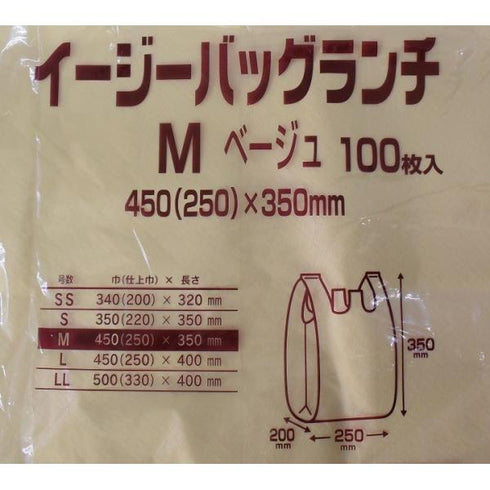 イージーバッグランチ
M ベージュ 100枚入
450(250)×350mm
号数 巾(仕上巾) × 長さ
SS 340(200) × 320 mm
S 350(220) × 350 mm
M 450(250) × 350 mm
L 450(250) × 400 mm
LL 500(330) × 400 mm
350
mm
200
mm
250
mm